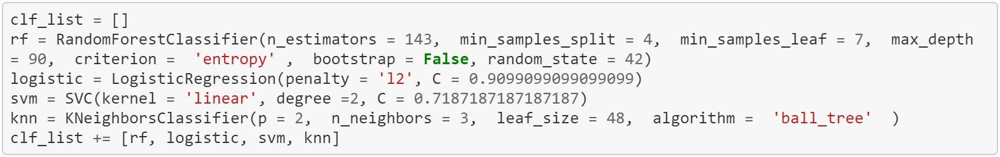 clf_list = []
rf = RandomForestClassifier(n_estimators = 143,  min_samples_split = 4,  min_samples_leaf = 7,  max_depth
= 90,  criterion =  'entropy' ,  bootstrap = False, random_state = 42)
logistic = LogisticRegression(penalty = 'l2', C = 0.9099099099099099)
svm = SVC(kernel = 'linear', degree =2, C = 0.7187187187187187)
knn = KNeighborsClassifier(p = 2,  n_neighbors = 3,  leaf_size = 48,  algorithm =  'ball_tree'  )
clf_list += [rf, logistic, svm, knn]